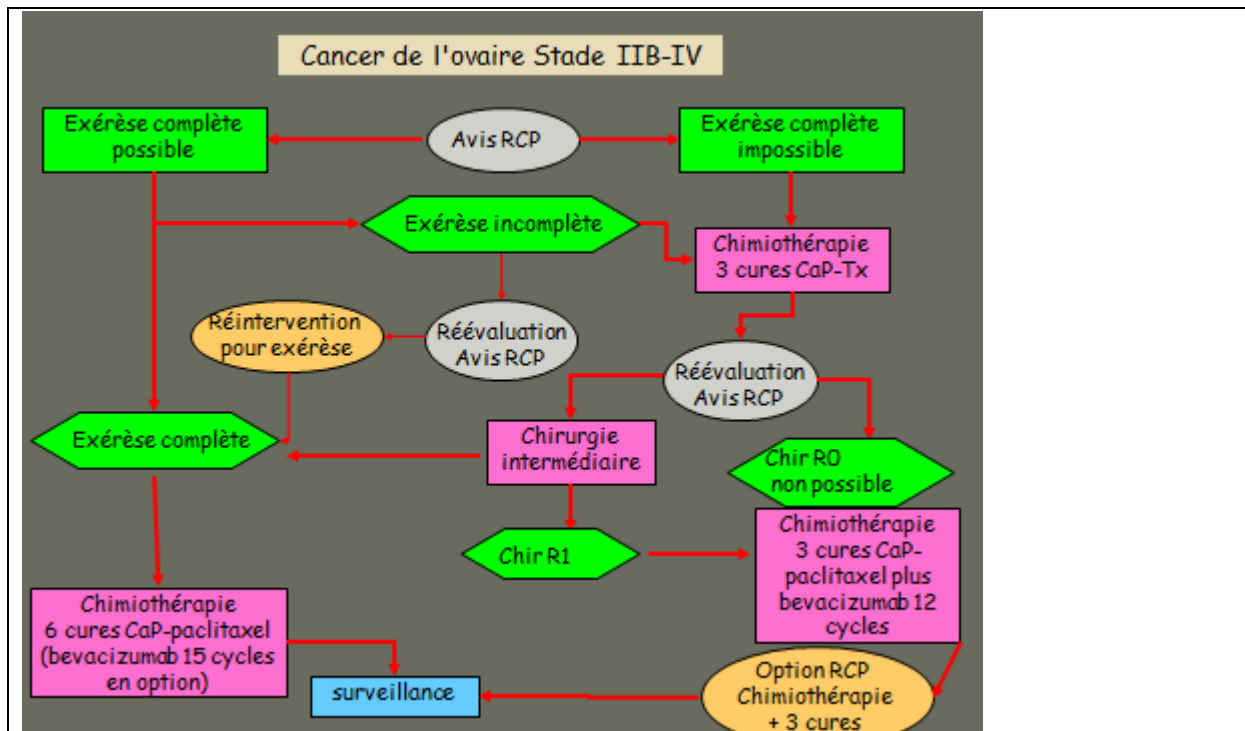 Cancer de l'ovaire Stade IIB-IV
Exérèse complète
possible
Avis RCP
Exérèse complète
impossible
Exérèse incomplète
Chimiothérapie
3 cures CaP-Tx
Réintervention
pour exérèse
Réévaluation
Avis RCP
Réévaluation
Avis RCP
Exérèse complète
Chirurgie
intermédiaire
Chir R0
non possible
Chir R1
Chimiothérapie
3 cures CaP-
paclitaxel plus
bevacizumab 12
cycles
Chimiothérapie
6 cures CaP-paclitaxel
(bevacizumab 15 cycles
en option)
surveillance
Option RCP
Chimiothérapie
+ 3 cures